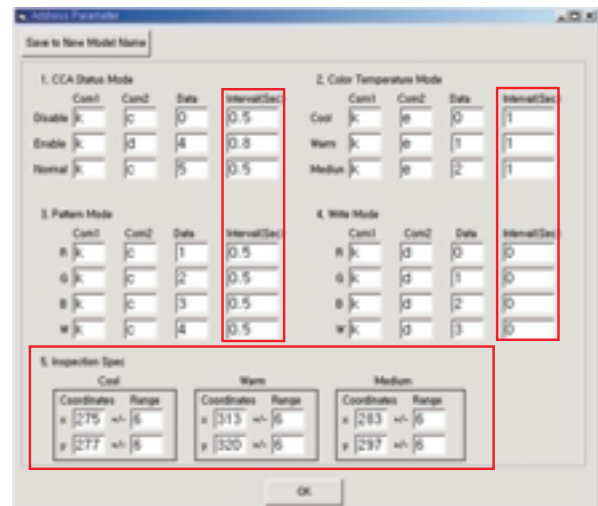 Address Parameter
Save to New Model Name
1, CCA Status Mode
Com1 Com2 Data Interval(Sec)
Disable k c 0 0.5
Enable k d 4 0.8
Normal k c 5 0.5
2, Color Temperature Mode
Com1 Com2 Data Interval(Sec)
Cool k e 0 1
Warm k e 1 1
Medium k e 2 1
3, Pattern Mode
Com1 Com2 Data Interval(Sec)
R k c 1 0.5
G k c 2 0.5
B k c 3 0.5
W k c 4 0.5
4, Write Mode
Com1 Com2 Data Interval(Sec)
R k d 0 0
G k d 1 0
B k d 2 0
W k d 3 0
5, Inspection Spec
Cool
Coordinates Range
x 275 +/- 6
y 277 +/- 6
Warm
Coordinates Range
x 313 +/- 6
y 320 +/- 6
Medium
Coordinates Range
x 283 +/- 6
y 297 +/- 6
OK